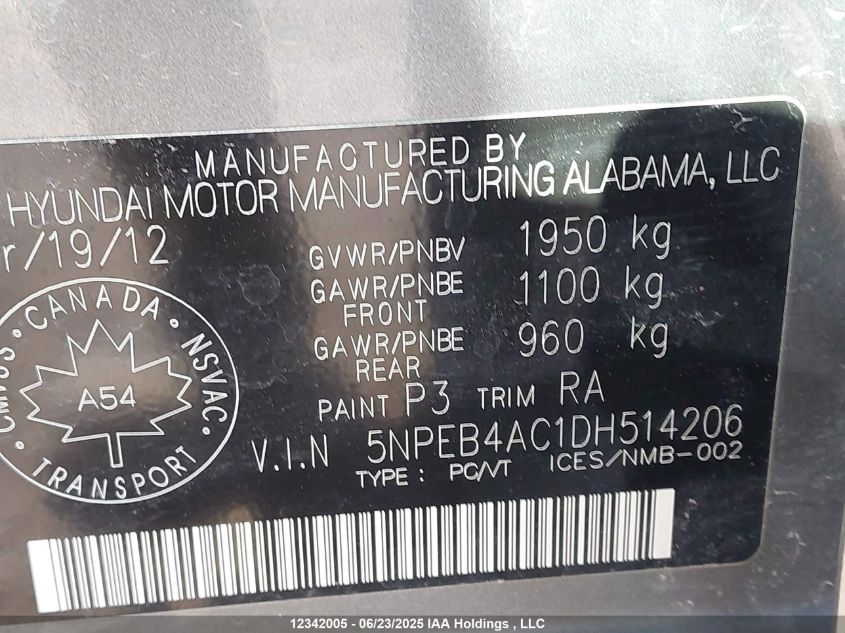 MANUFACTURED BY
HYUNDAI MOTOR MANUFACTURING ALABAMA, LLC
r/19/12
GVWR/PNBV 1950 kg
GAWR/PNBE FRONT 1100 kg
GAWR/PNBE REAR 960 kg
PAINT P3 TRIM RA
V.I.N 5NPEB4AC1DH514206
TYPE : PC/VT ICES/NMB-002
CANADA · NSVAC · TRANSPORT · CMVSS
A54
12342005 - 06/23/2025 IAA Holdings , LLC